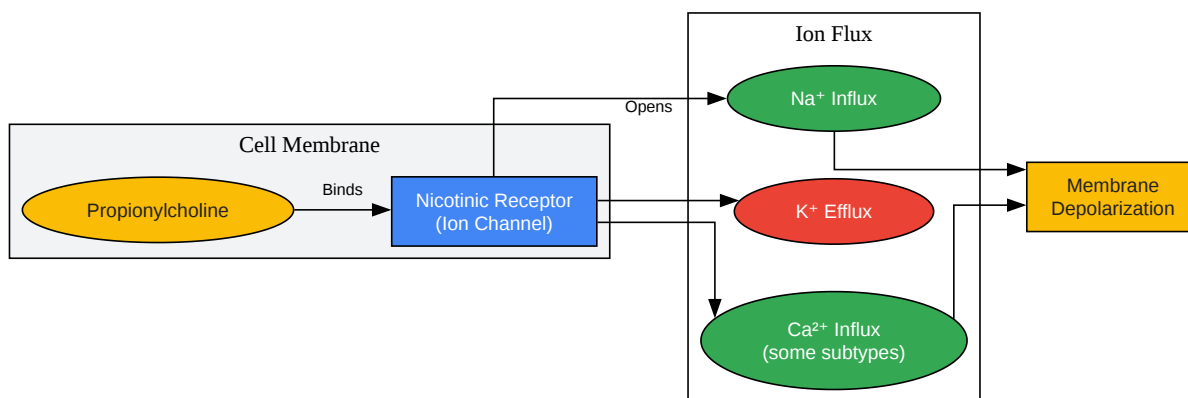 Ion Flux
Na⁺ Influx
Opens
Cell Membrane
Binds
Propionylcholine
Nicotinic Receptor
(Ion Channel)
K⁺ Efflux
Membrane
Depolarization
Ca²⁺ Influx
(some subtypes)